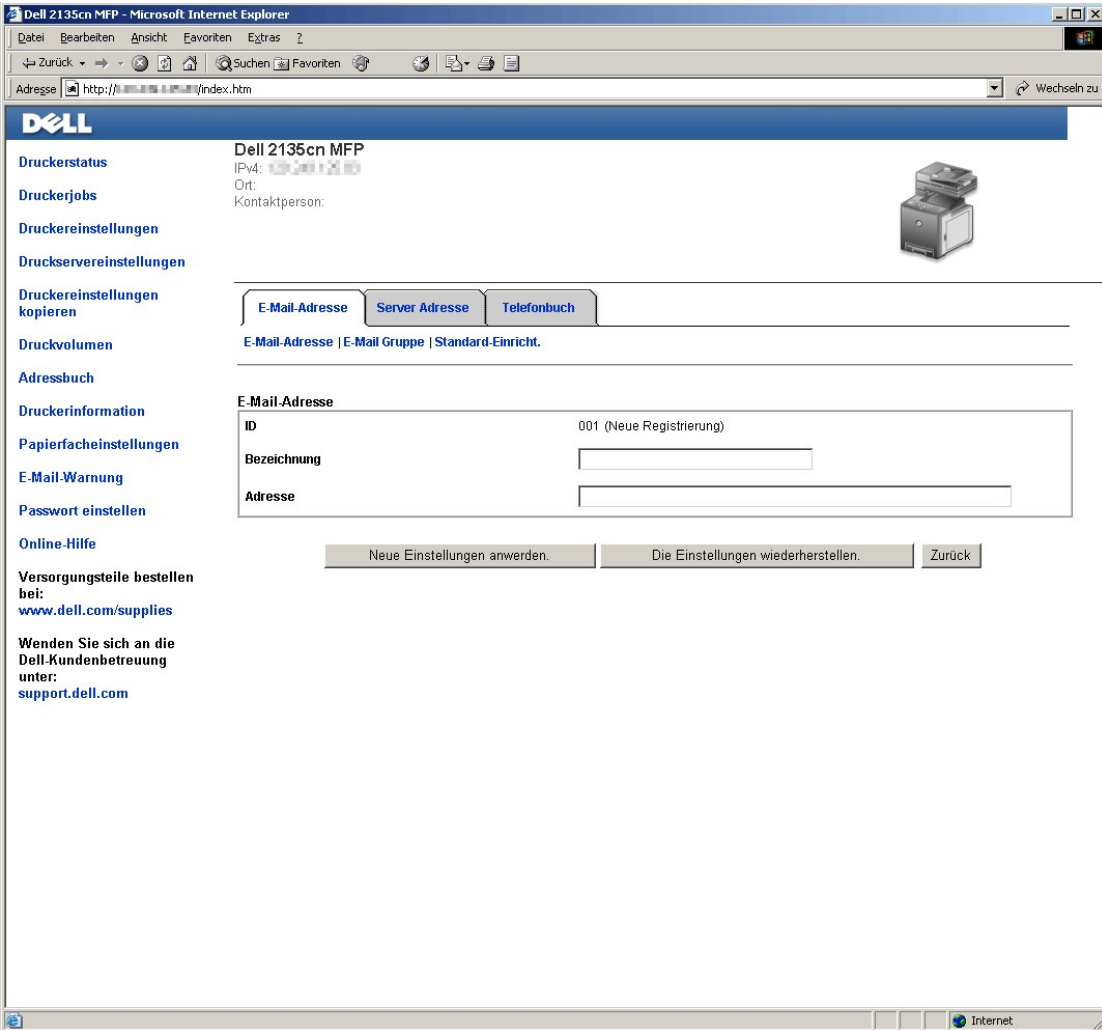 Dell 2135cn MFP - Microsoft Internet Explorer
Datei Bearbeiten Ansicht Favoriten Extras ?
Zurück Suchen Favoriten
Adresse http:// /index.htm Wechseln zu
DELL
Druckerstatus
Druckerjobs
Druckereinstellungen
Druckservereinstellungen
Druckereinstellungen
kopieren
Druckvolumen
Adressbuch
Druckerinformation
Papierfacheinstellungen
E-Mail-Warnung
Passwort einstellen
Online-Hilfe
Versorgungsteile bestellen
bei:
www.dell.com/supplies
Wenden Sie sich an die
Dell-Kundenbetreuung
unter:
support.dell.com
Dell 2135cn MFP
IPv4:
Ort:
Kontaktperson:
E-Mail-Adresse Server Adresse Telefonbuch
E-Mail-Adresse | E-Mail Gruppe | Standard-Einricht.
E-Mail-Adresse
ID 001 (Neue Registrierung)
Bezeichnung
Adresse
Neue Einstellungen anwerden. Die Einstellungen wiederherstellen. Zurück
Internet